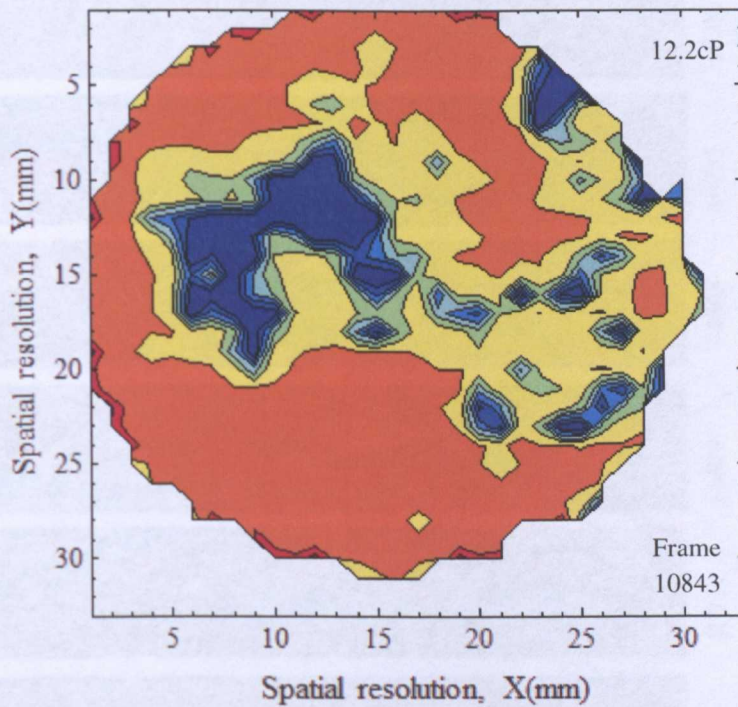 12.2cP
5
10
15
20
25
30
Spatial resolution, Y(mm)
Frame
10843
5 10 15 20 25 30
Spatial resolution, X(mm)